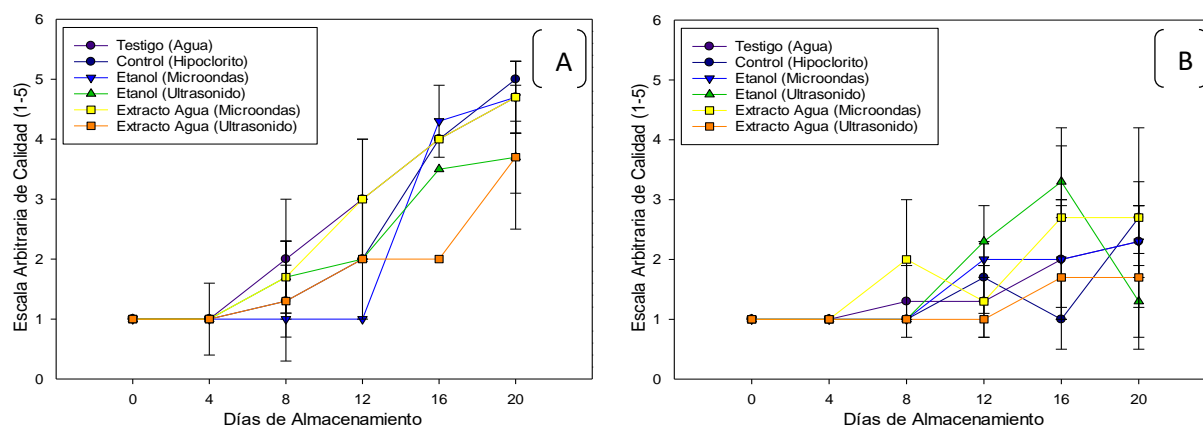 Escala Arbitraria de Calidad (1-5)
6
5
4
3
2
1
0
Testigo (Agua)
Control (Hipoclorito)
Etanol (Microondas)
Etanol (Ultrasonido)
Extracto Agua (Microondas)
Extracto Agua (Ultrasonido)
A
0 4 8 12 16 20
Días de Almacenamiento
Escala Arbitraria de Calidad (1-5)
6
5
4
3
2
1
0
Testigo (Agua)
Control (Hipoclorito)
Etanol (Microondas)
Etanol (Ultrasonido)
Extracto Agua (Microondas)
Extracto Agua (Ultrasonido)
B
0 4 8 12 16 20
Días de Almacenamiento